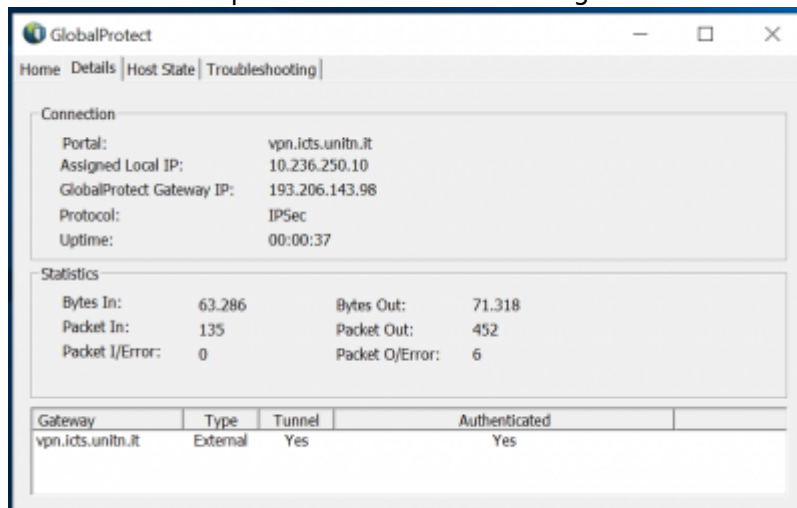 GlobalProtect
Home Details Host State Troubleshooting
Connection
Portal: vpn.icts.unitn.it
Assigned Local IP: 10.236.250.10
GlobalProtect Gateway IP: 193.206.143.98
Protocol: IPSec
Uptime: 00:00:37
Statistics
Bytes In: 63.286 Bytes Out: 71.318
Packet In: 135 Packet Out: 452
Packet I/Error: 0 Packet O/Error: 6
Gateway Type Tunnel Authenticated
vpn.icts.unitn.it External Yes Yes